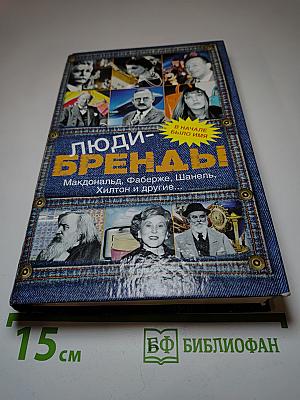 В НАЧАЛЕ
БЫЛО ИМЯ
ЛЮДИ-
БРЕНДЫ
Макдональд, Фаберже, Шанель,
Хилтон и другие...
15 см
БФ БИБЛИОФАН